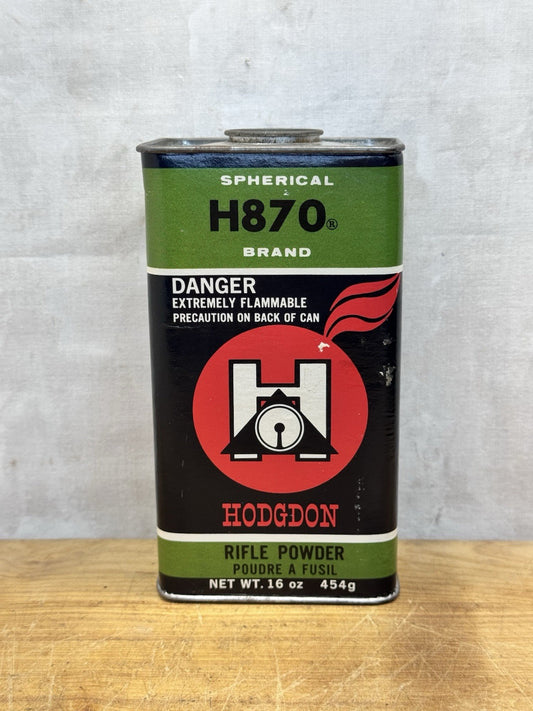 SPHERICAL
H870®
BRAND
DANGER
EXTREMELY FLAMMABLE
PRECAUTION ON BACK OF CAN
H
HODGDON
RIFLE POWDER
POUDRE A FUSIL
NET WT. 16 oz 454g